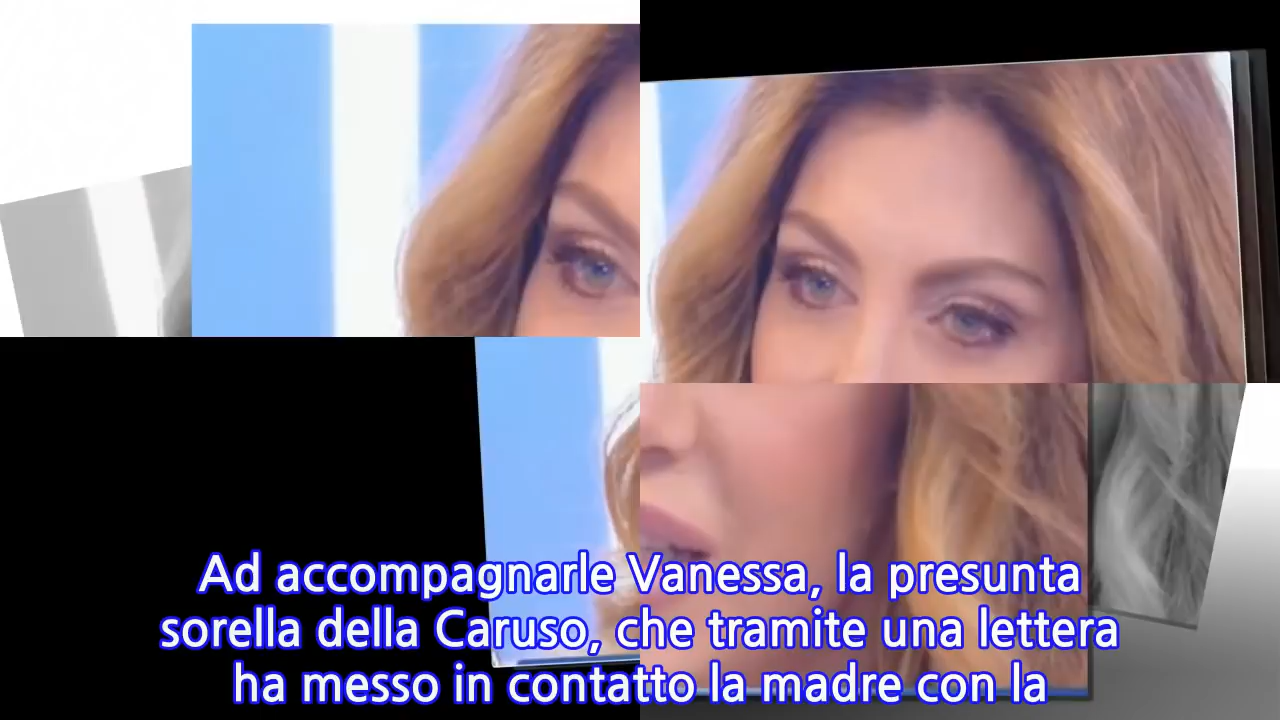 Ad accompagnarle Vanessa, la presunta
sorella della Caruso, che tramite una lettera
ha messo in contatto la madre con la